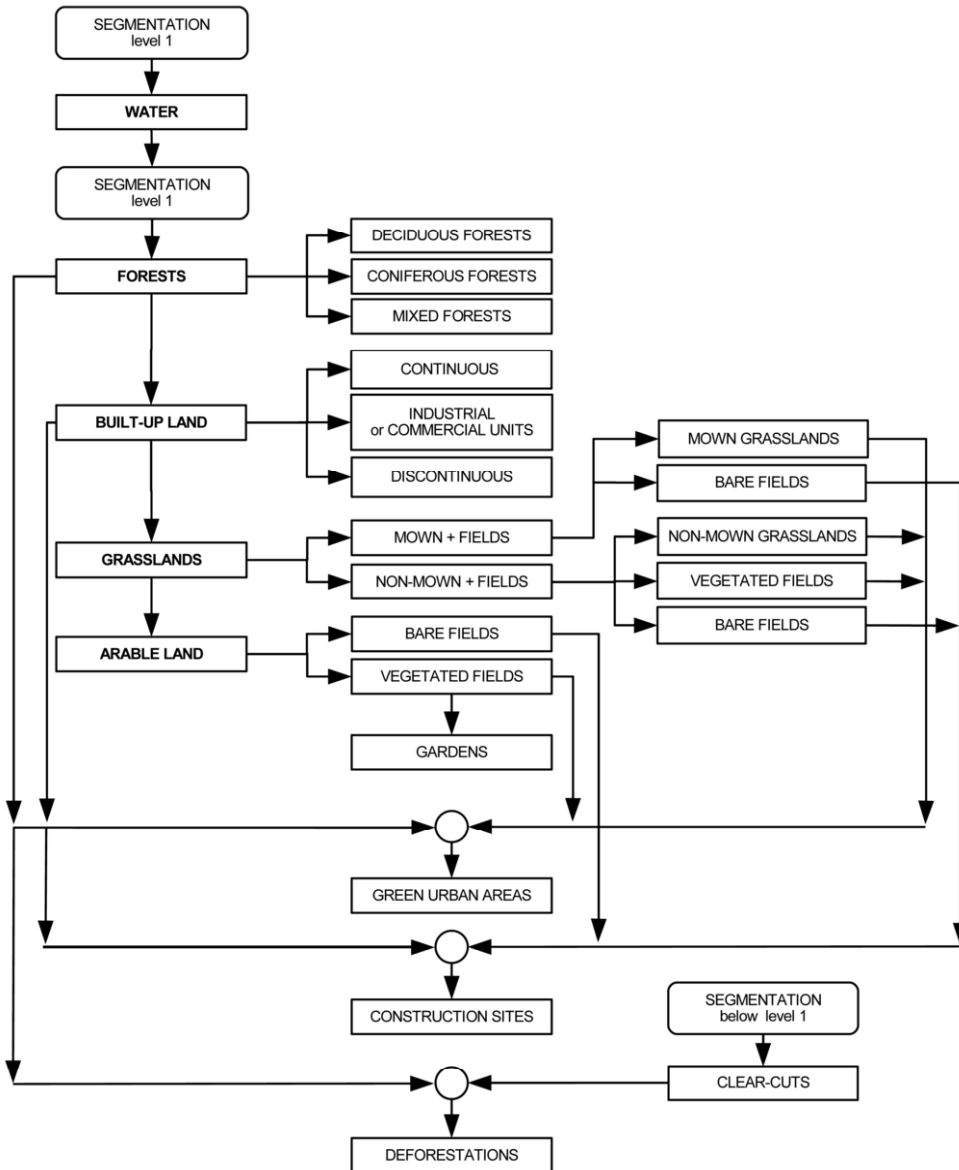 SEGMENTATION
level 1
WATER
SEGMENTATION
level 1
FORESTS
DECIDUOUS FORESTS
CONIFEROUS FORESTS
MIXED FORESTS
BUILT-UP LAND
CONTINUOUS
INDUSTRIAL
or COMMERCIAL UNITS
DISCONTINUOUS
GRASSLANDS
MOWN + FIELDS
NON-MOWN + FIELDS
MOWN GRASSLANDS
BARE FIELDS
NON-MOWN GRASSLANDS
VEGETATED FIELDS
BARE FIELDS
ARABLE LAND
BARE FIELDS
VEGETATED FIELDS
GARDENS
GREEN URBAN AREAS
CONSTRUCTION SITES
SEGMENTATION
below level 1
CLEAR-CUTS
DEFORESTATIONS